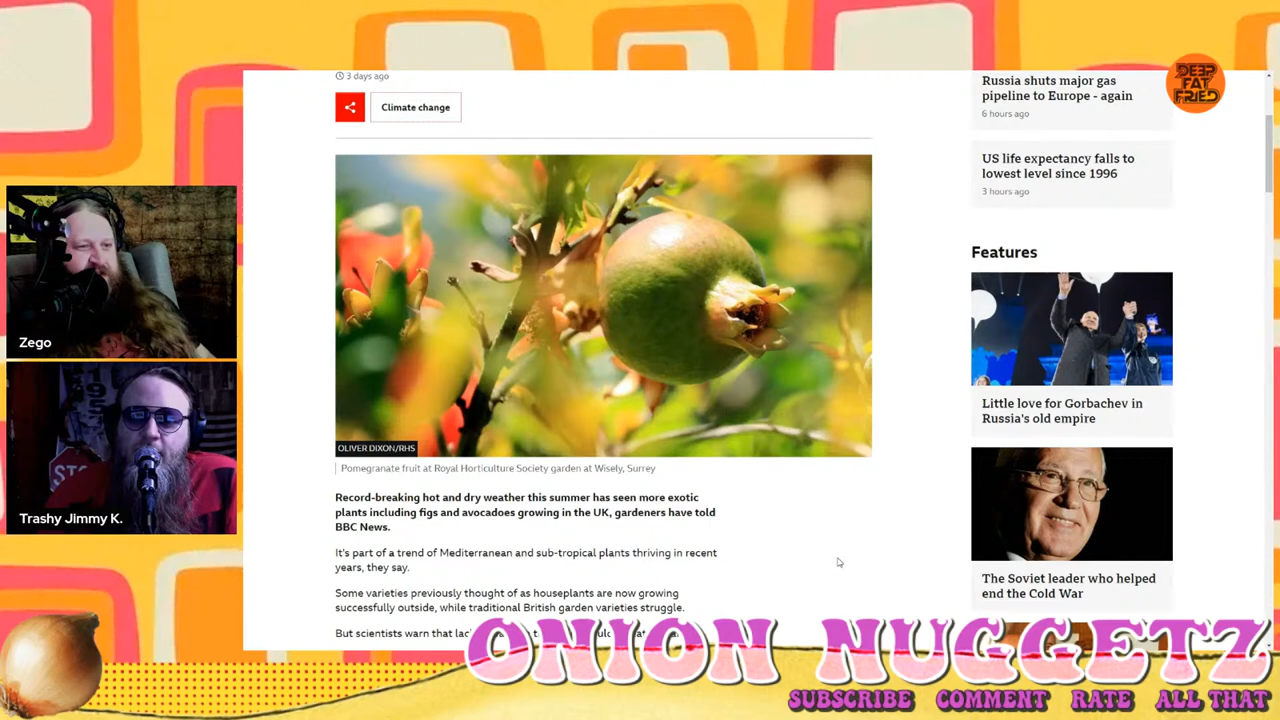 3 days ago
Climate change
OLIVER DIXON/RHS
Pomegranate fruit at Royal Horticulture Society garden at Wisely, Surrey
Record-breaking hot and dry weather this summer has seen more exotic
plants including figs and avocadoes growing in the UK, gardeners have told
BBC News.
It's part of a trend of Mediterranean and sub-tropical plants thriving in recent
years, they say.
Some varieties previously thought of as houseplants are now growing
successfully outside, while traditional British garden varieties struggle.
But scientists warn that
Russia shuts major gas
pipeline to Europe - again
6 hours ago
US life expectancy falls to
lowest level since 1996
3 hours ago
Features
Little love for Gorbachev in
Russia's old empire
The Soviet leader who helped
end the Cold War
DEEP
FAT
FRIED
Zego
Trashy Jimmy K.
ONION NUGGETZ
SUBSCRIBE COMMENT RATE ALL THAT